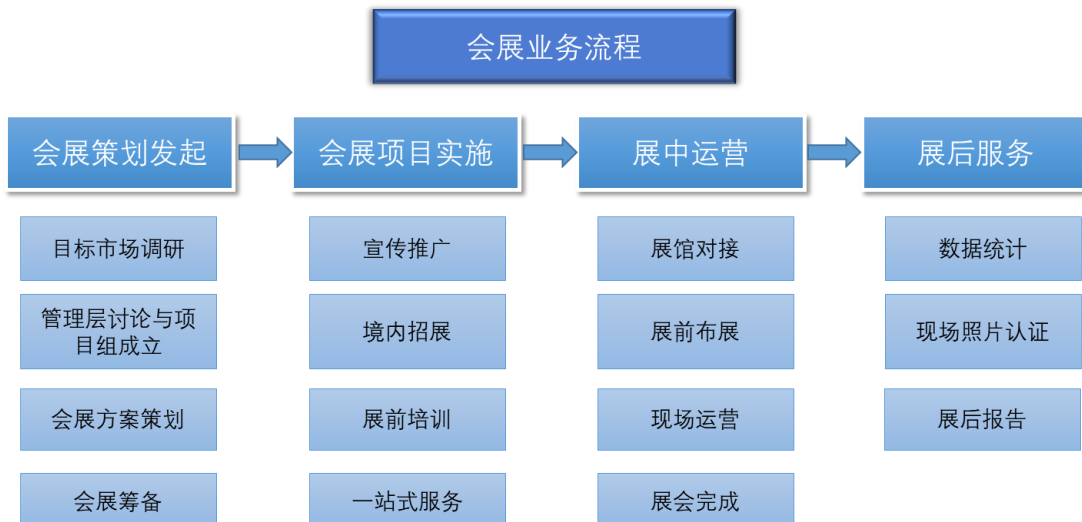 会展业务流程
会展策划发起
会展项目实施
展中运营
展后服务
目标市场调研
宣传推广
展馆对接
数据统计
管理层讨论与项
目组成立
境内招展
展前布展
现场照片认证
会展方案策划
展前培训
现场运营
展后报告
会展筹备
一站式服务
展会完成